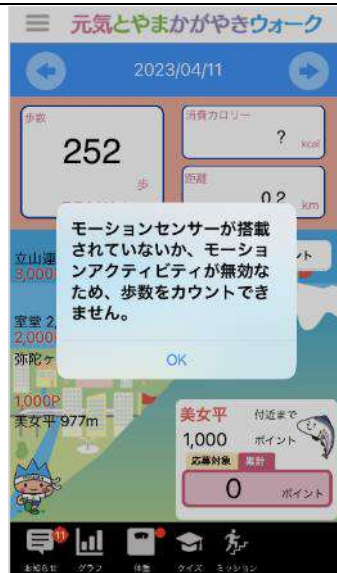 元気とやまかがやきウォーク
2023/04/11
歩数
252
歩
消費カロリー
?
kcal
距離
0.2
km
モーションセンサーが搭載
されていないか、モーショ
ンアクティビティが無効な
ため、歩数をカウントでき
ません。
OK
立山
3,000
ント
室堂 2,
2,000
弥陀ヶ
1,000P
美女平 977m
美女平 付近まで
1,000 ポイント
応募対象 累計
0 ポイント
11
お知らせ グラフ 体重 クイズ ミッション